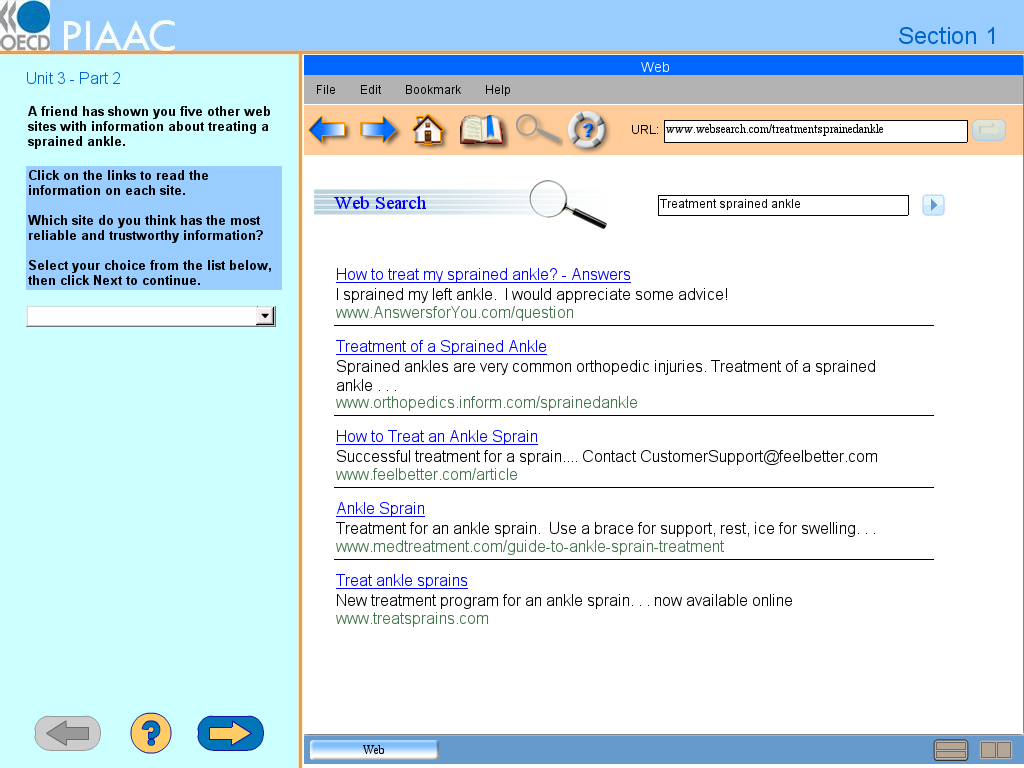 OECD
PIAAC
Section 1
Unit 3 - Part 2
A friend has shown you five other web
sites with information about treating a
sprained ankle.
Click on the links to read the
information on each site.
Which site do you think has the most
reliable and trustworthy information?
Select your choice from the list below,
then click Next to continue.
?
Web
File Edit Bookmark Help
?
URL: www.websearch.com/treatmentsprainedankle
Web Search
Treatment sprained ankle
How to treat my sprained ankle? - Answers
I sprained my left ankle.  I would appreciate some advice!
www.AnswersforYou.com/question
Treatment of a Sprained Ankle
Sprained ankles are very common orthopedic injuries. Treatment of a sprained
ankle . . .
www.orthopedics.inform.com/sprainedankle
How to Treat an Ankle Sprain
Successful treatment for a sprain.... Contact CustomerSupport@feelbetter.com
www.feelbetter.com/article
Ankle Sprain
Treatment for an ankle sprain.  Use a brace for support, rest, ice for swelling. . .
www.medtreatment.com/guide-to-ankle-sprain-treatment
Treat ankle sprains
New treatment program for an ankle sprain. . . now available online
www.treatsprains.com
Web